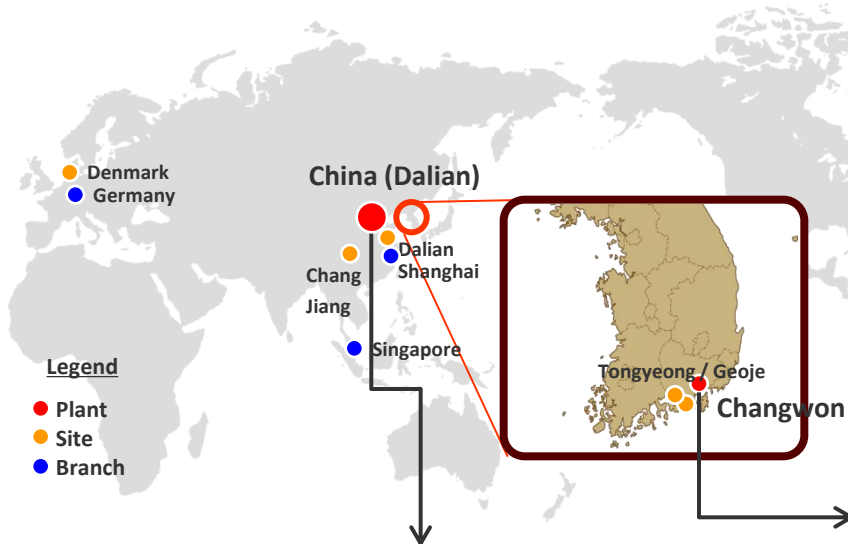 China (Dalian)
Denmark
Germany
Dalian
Shanghai
Chang
Jiang
Singapore
Tongyeong / Geoje
Changwon
Legend
Plant
Site
Branch